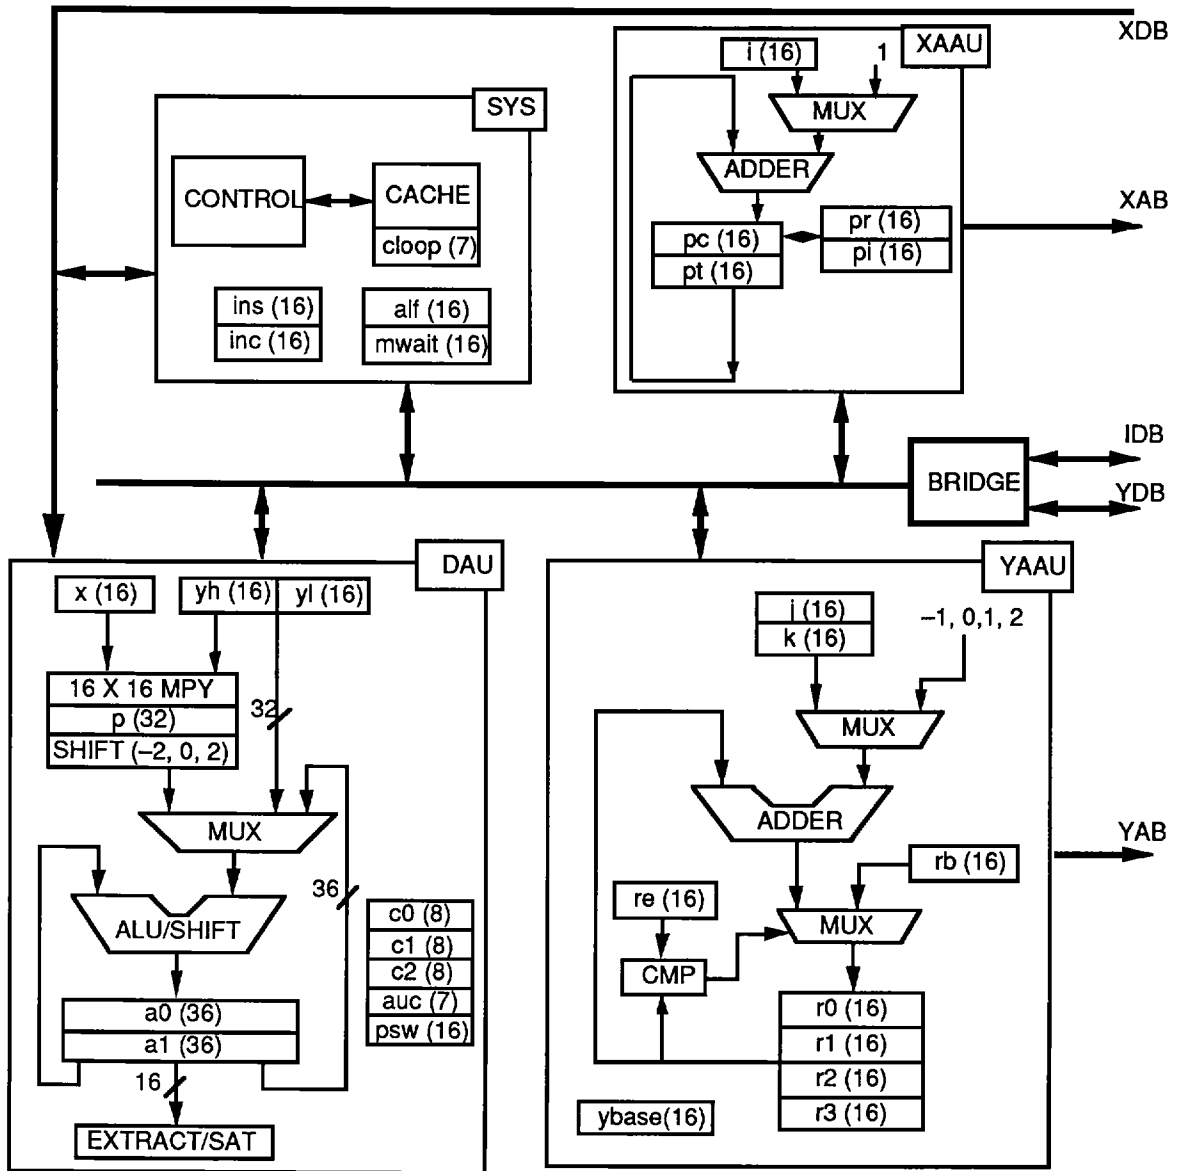 XDB
XAAU
i (16)
1
MUX
ADDER
pc (16)
pt (16)
pr (16)
pi (16)
XAB
SYS
CONTROL
CACHE
cloop (7)
ins (16)
inc (16)
alf (16)
mwait (16)
BRIDGE
IDB
YDB
DAU
x (16)
yh (16)
yl (16)
16 X 16 MPY
p (32)
SHIFT (–2, 0, 2)
32
MUX
36
ALU/SHIFT
a0 (36)
a1 (36)
16
EXTRACT/SAT
c0 (8)
c1 (8)
c2 (8)
auc (7)
psw (16)
YAAU
j (16)
k (16)
–1, 0,1, 2
MUX
ADDER
YAB
rb (16)
re (16)
MUX
CMP
r0 (16)
r1 (16)
r2 (16)
r3 (16)
ybase(16)